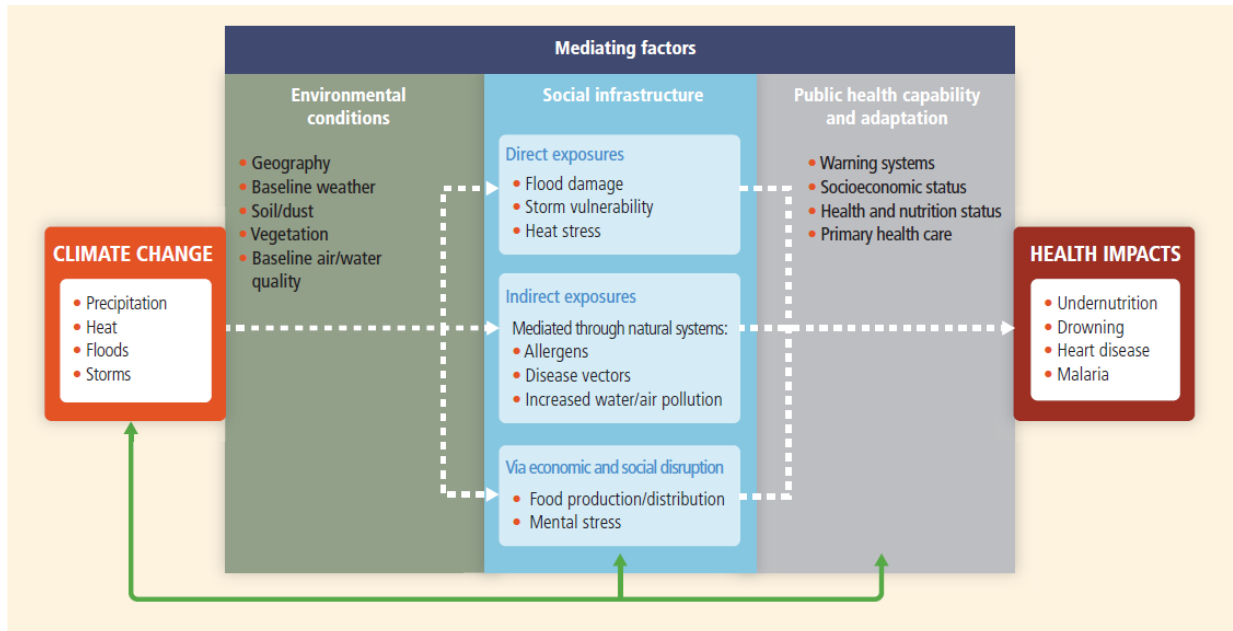 Mediating factors
Environmental
conditions
• Geography
• Baseline weather
• Soil/dust
• Vegetation
• Baseline air/water
quality
Social infrastructure
Direct exposures
• Flood damage
• Storm vulnerability
• Heat stress
Indirect exposures
Mediated through natural systems:
• Allergens
• Disease vectors
• Increased water/air pollution
Via economic and social disruption
• Food production/distribution
• Mental stress
Public health capability
and adaptation
• Warning systems
• Socioeconomic status
• Health and nutrition status
• Primary health care
CLIMATE CHANGE
• Precipitation
• Heat
• Floods
• Storms
HEALTH IMPACTS
• Undernutrition
• Drowning
• Heart disease
• Malaria